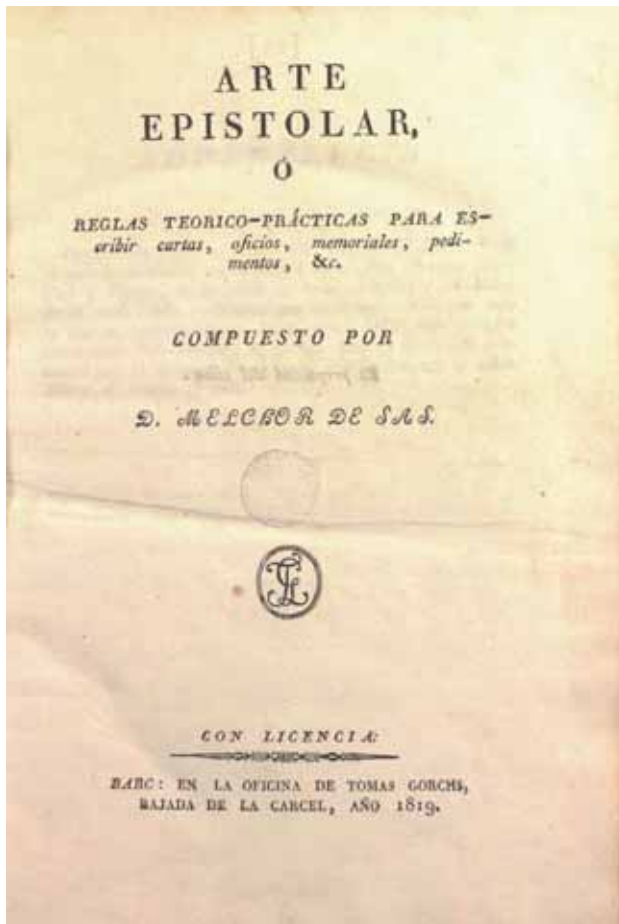 ARTE
EPISTOLAR,
Ó
REGLAS TEORICO-PRÁCTICAS PARA ES-
cribir cartas, oficios, memoriales, pedi-
mentos, &c.
COMPUESTO POR
D. MELCHOR DE SAS.
CON LICENCIA:
BARC: EN LA OFICINA DE TOMAS GORCHS,
BAJADA DE LA CARCEL, AÑO 1819.